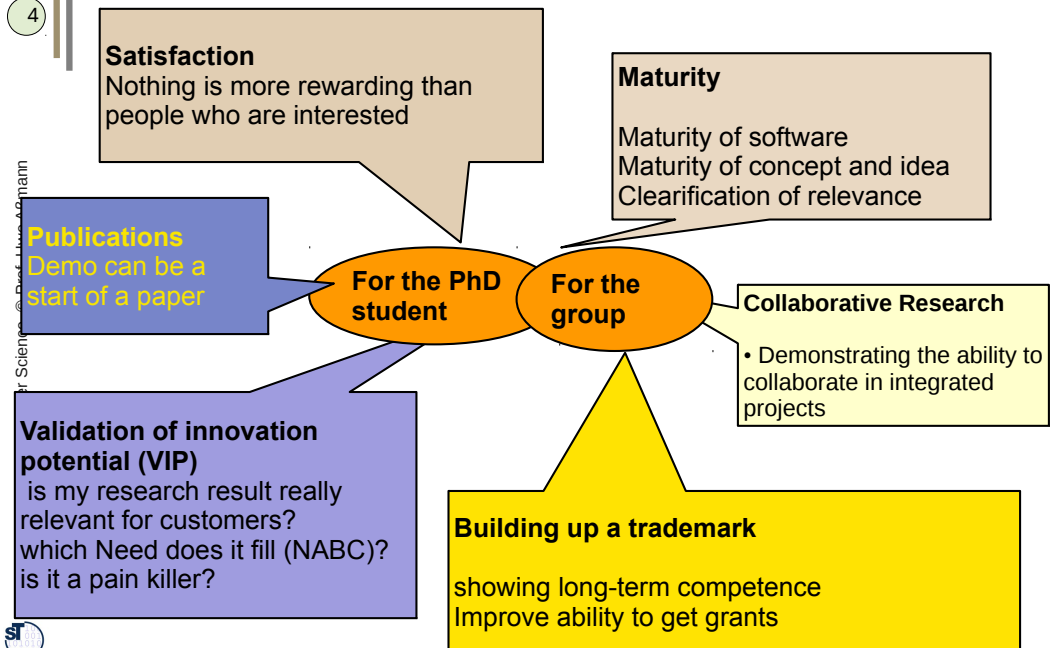 4
Satisfaction
Nothing is more rewarding than
people who are interested
Maturity
Maturity of software
Maturity of concept and idea
Clearification of relevance
Publications
Demo can be a
start of a paper
For the PhD
student
For the
group
Collaborative Research
• Demonstrating the ability to
collaborate in integrated
projects
Validation of innovation
potential (VIP)
is my research result really
relevant for customers?
which Need does it fill (NABC)?
is it a pain killer?
Building up a trademark
showing long-term competence
Improve ability to get grants
© Prof. Uwe Aßmann
ST